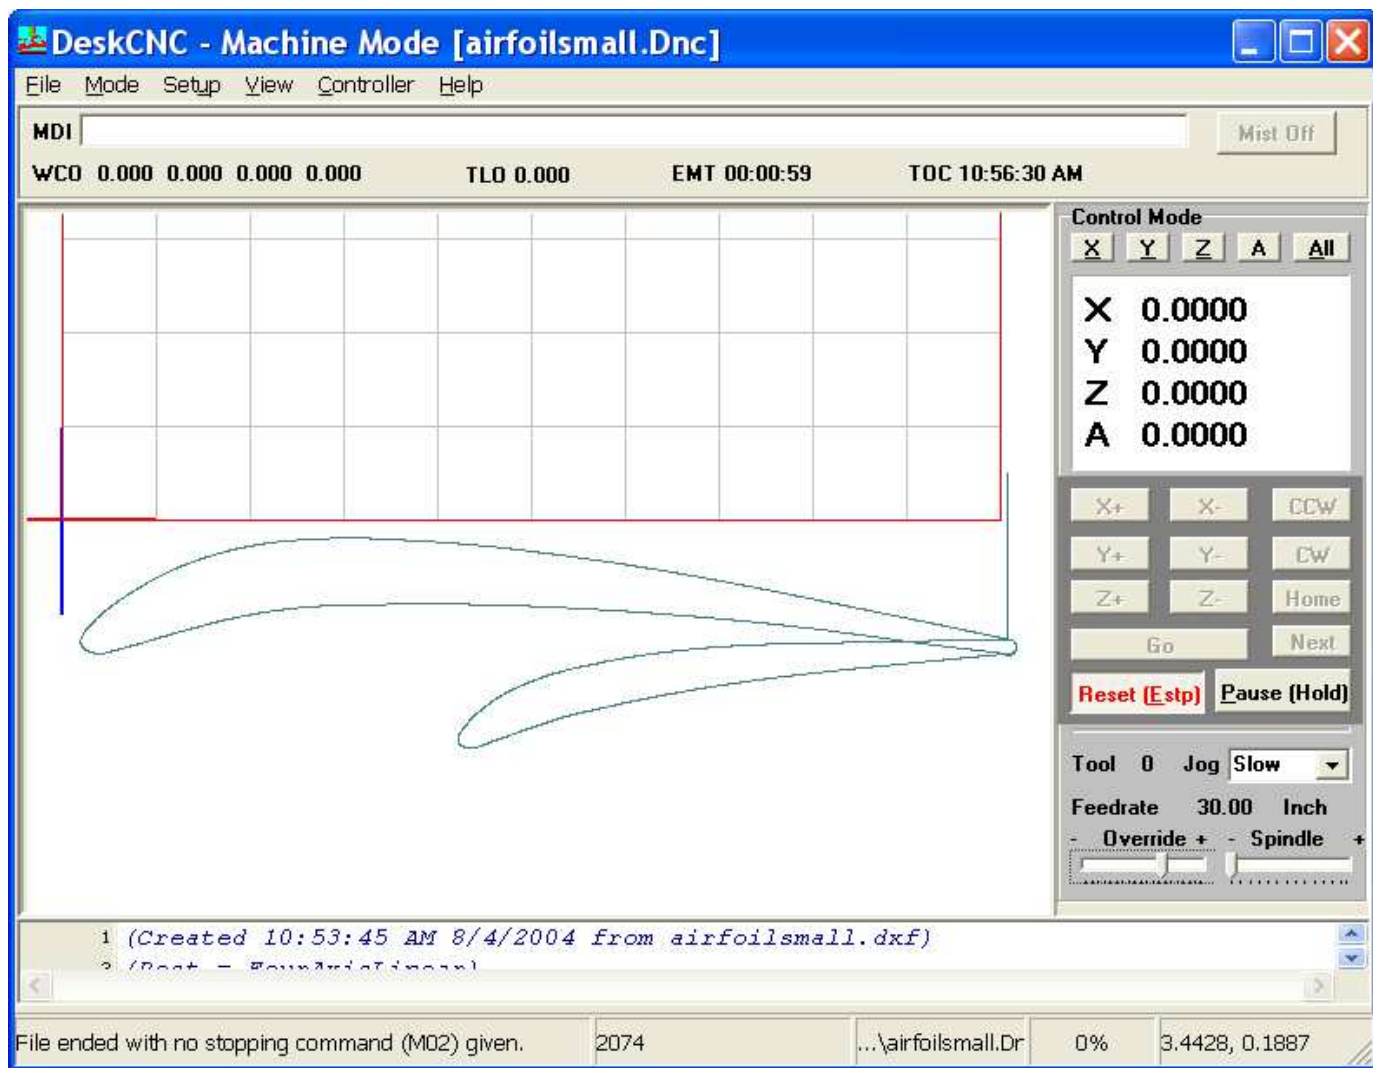 DeskCNC - Machine Mode [airfoilsmall.Dnc]
File Mode Setup View Controller Help
MDI Mist Off
WCO 0.000 0.000 0.000 0.000 TLO 0.000 EMT 00:00:59 TOC 10:56:30 AM
Control Mode
X Y Z A All
X 0.0000
Y 0.0000
Z 0.0000
A 0.0000
X+ X- CCW
Y+ Y- CW
Z+ Z- Home
Go Next
Reset (Estp) Pause (Hold)
Tool 0 Jog Slow
Feedrate 30.00 Inch
- Override + - Spindle +
1 (Created 10:53:45 AM 8/4/2004 from airfoilsmall.dxf)
2 (Post = FourAxisLinear)
File ended with no stopping command (M02) given. 2074 ...\airfoilsmall.Dr 0% 3.4428, 0.1887